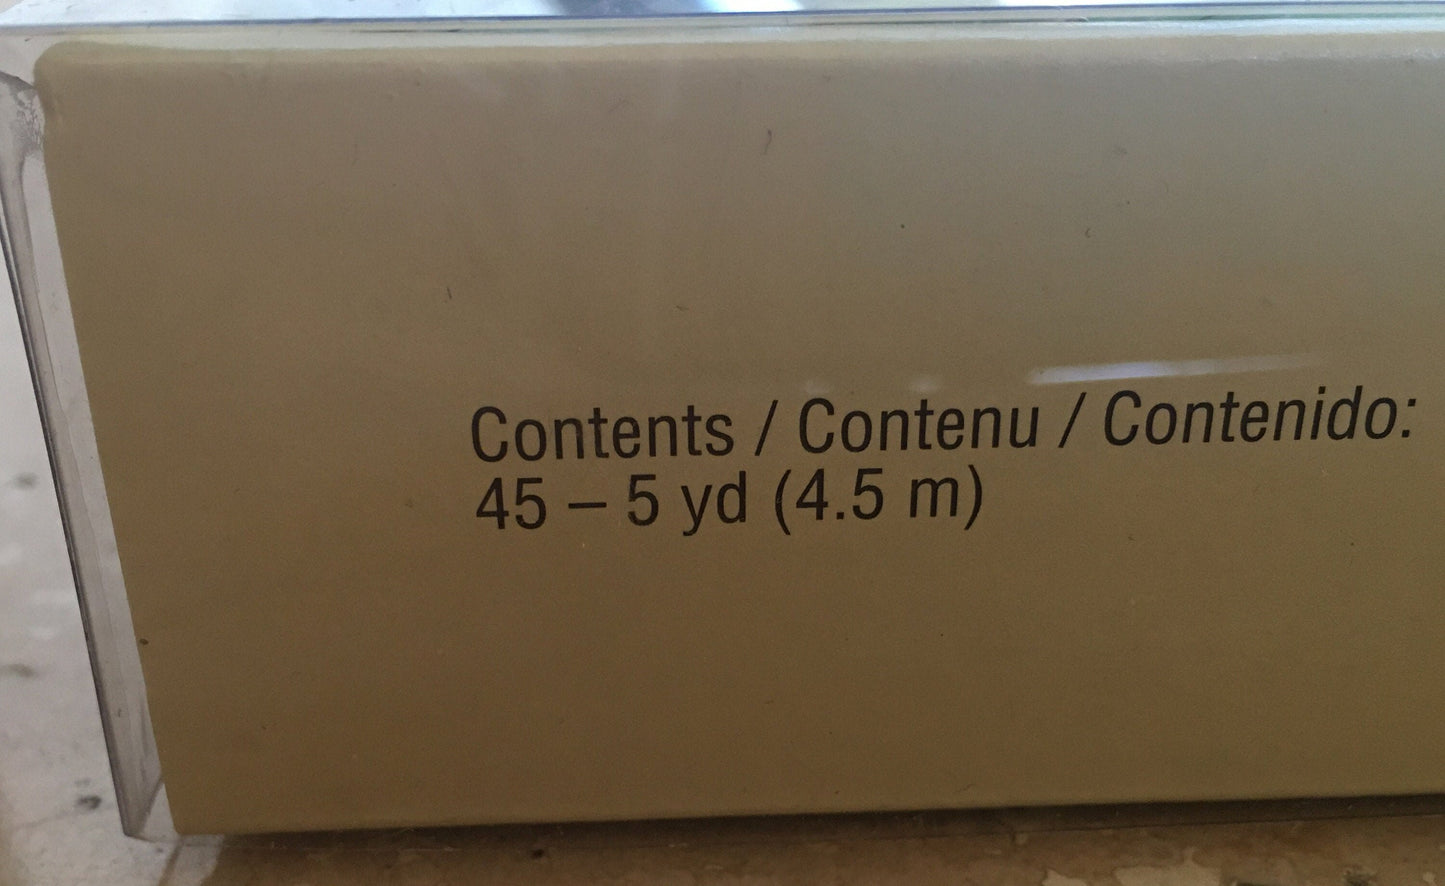 Contents / Contenu / Contenido:
45 – 5 yd (4.5 m)